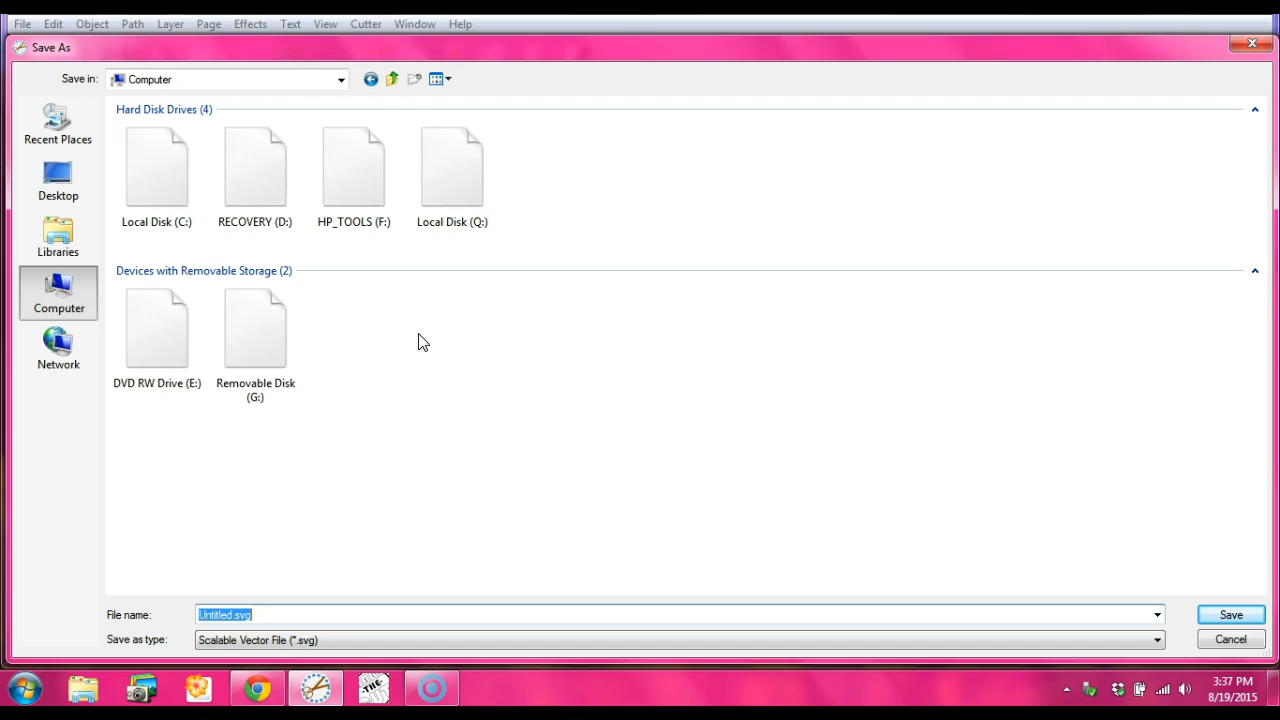 File Edit Object Path Layer Page Effects Text View Cutter Window Help
Save As
Save in: Computer
Hard Disk Drives (4)
Recent Places
Local Disk (C:) RECOVERY (D:) HP_TOOLS (F:) Local Disk (Q:)
Desktop
Libraries
Devices with Removable Storage (2)
Computer
Network
DVD RW Drive (E:) Removable Disk
(G:)
File name: Untitled.svg Save
Save as type: Scalable Vector File (*.svg) Cancel
THE
3:37 PM
8/19/2015